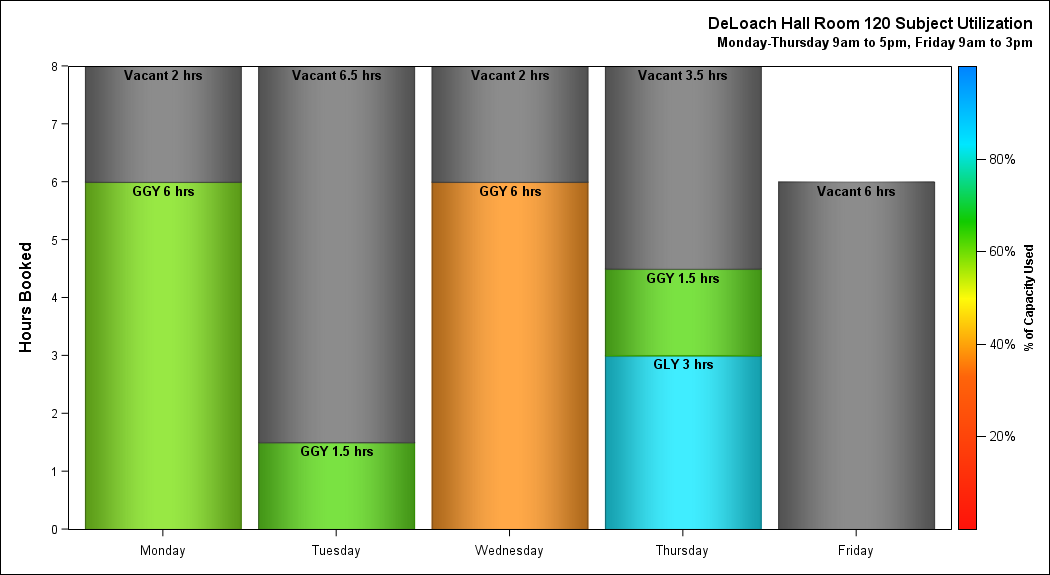 DeLoach Hall Room 120 Subject Utilization
Monday-Thursday 9am to 5pm, Friday 9am to 3pm
Hours Booked
8
7
6
5
4
3
2
1
0
Vacant 2 hrs
GGY 6 hrs
Vacant 6.5 hrs
GGY 1.5 hrs
Vacant 2 hrs
GGY 6 hrs
Vacant 3.5 hrs
GGY 1.5 hrs
GLY 3 hrs
Vacant 6 hrs
Monday
Tuesday
Wednesday
Thursday
Friday
80%
60%
40%
20%
% of Capacity Used